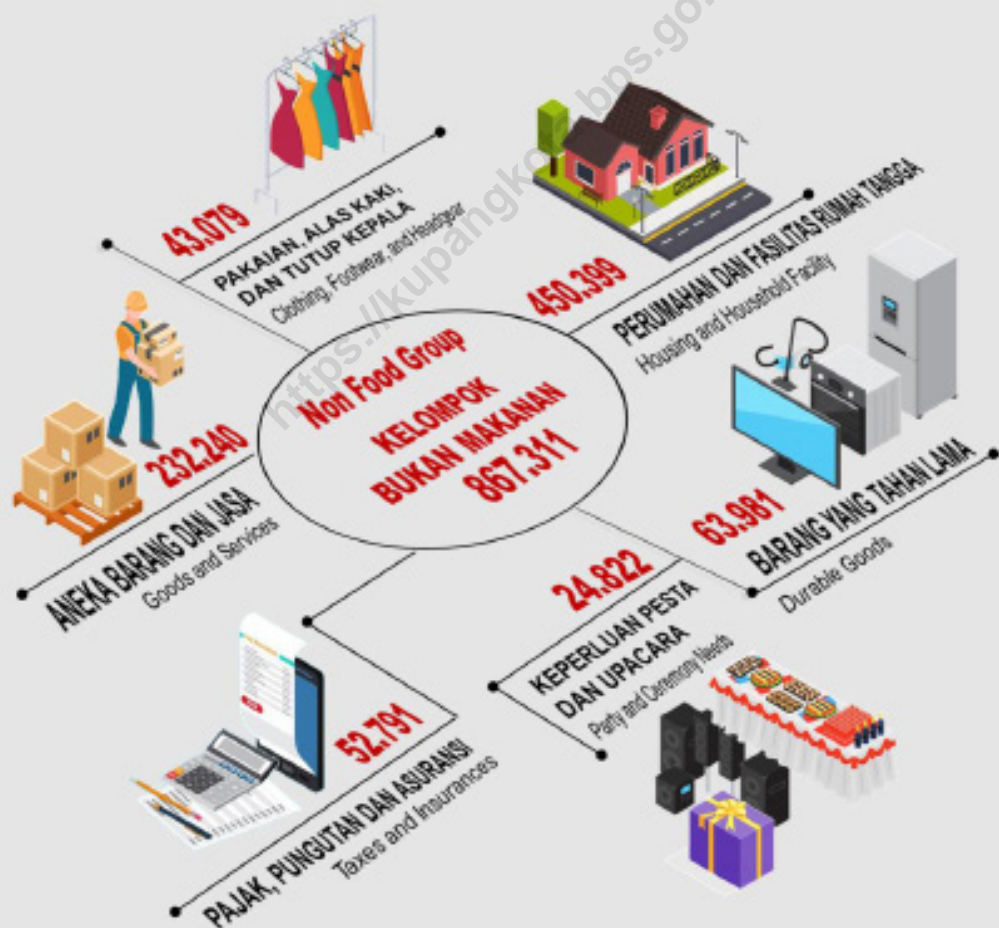 43.079
PAKAIAN, ALAS KAKI,
DAN TUTUP KEPALA
Clothing, Footwear, and Headgear
450.399
PERUMAHAN DAN FASILITAS RUMAH TANGGA
Housing and Household Facility
Non Food Group
KELOMPOK
BUKAN MAKANAN
867.311
232.240
ANEKA BARANG DAN JASA
Goods and Services
63.981
BARANG YANG TAHAN LAMA
Durable Goods
24.822
KEPERLUAN PESTA
DAN UPACARA
Party and Ceremony Needs
52.791
PAJAK, PUNGUTAN DAN ASURANSI
Taxes and Insurances
https://kupangko bps.go